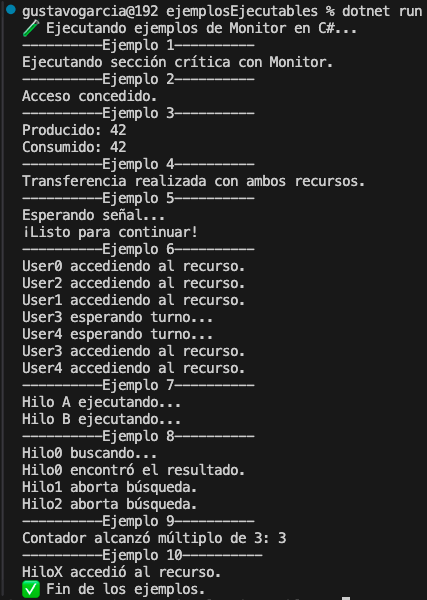 gustavogarcia@192 ejemplosEjecutables % dotnet run
🧪 Ejecutando ejemplos de Monitor en C#...
----------Ejemplo 1----------
Ejecutando sección crítica con Monitor.
----------Ejemplo 2----------
Acceso concedido.
----------Ejemplo 3----------
Producido: 42
Consumido: 42
----------Ejemplo 4----------
Transferencia realizada con ambos recursos.
----------Ejemplo 5----------
Esperando señal...
¡Listo para continuar!
----------Ejemplo 6----------
User0 accediendo al recurso.
User2 accediendo al recurso.
User1 accediendo al recurso.
User3 esperando turno...
User4 esperando turno...
User3 accediendo al recurso.
User4 accediendo al recurso.
----------Ejemplo 7----------
Hilo A ejecutando...
Hilo B ejecutando...
----------Ejemplo 8----------
Hilo0 buscando...
Hilo0 encontró el resultado.
Hilo1 aborta búsqueda.
Hilo2 aborta búsqueda.
----------Ejemplo 9----------
Contador alcanzó múltiplo de 3: 3
----------Ejemplo 10----------
HiloX accedió al recurso.
✅ Fin de los ejemplos.